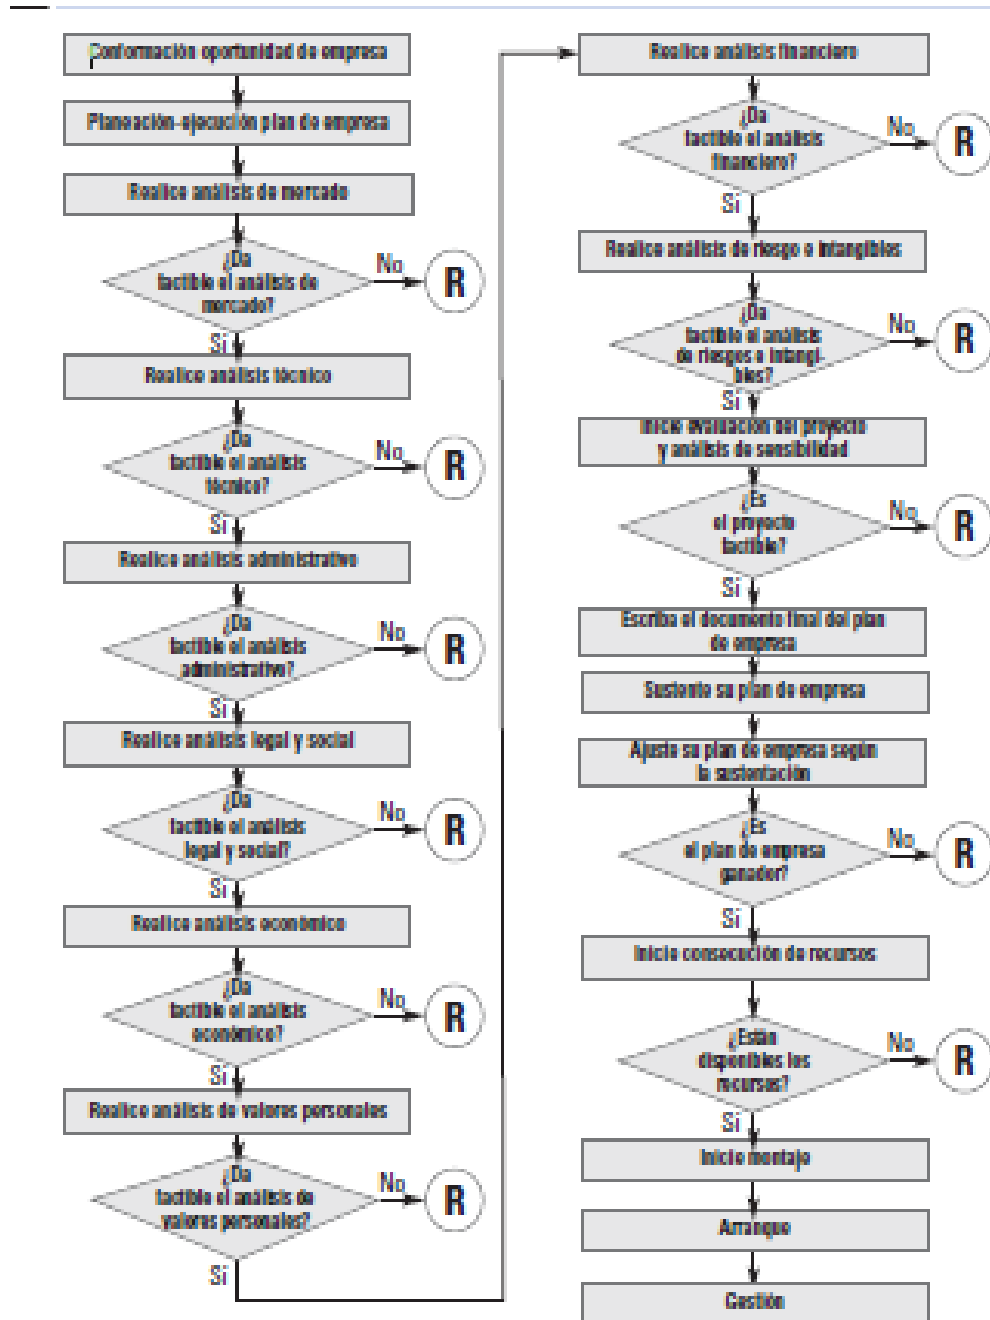 Conformación oportunidad de empresa
Planeación-ejecución plan de empresa
Realice análisis de mercado
¿Da
factible el análisis de
mercado?
No
R
Sí
Realice análisis técnico
¿Da
factible el análisis
técnico?
No
R
Sí
Realice análisis administrativo
¿Da
factible el análisis
administrativo?
No
R
Sí
Realice análisis legal y social
¿Da
factible el análisis
legal y social?
No
R
Sí
Realice análisis económico
¿Da
factible el análisis
económico?
No
R
Sí
Realice análisis de valores personales
¿Da
factible el análisis de
valores personales?
No
R
Sí
Realice análisis financiero
¿Da
factible el análisis
financiero?
No
R
Sí
Realice análisis de riesgo e intangibles
¿Da
factible el análisis
de riesgos e intangi-
bles?
No
R
Sí
Inicie evaluación del proyecto
y análisis de sensibilidad
¿Es
el proyecto
factible?
No
R
Sí
Escriba el documento final del plan
de empresa
Sustente su plan de empresa
Ajuste su plan de empresa según
la sustentación
¿Es
el plan de empresa
ganador?
No
R
Sí
Inicie consecución de recursos
¿Están
disponibles los
recursos?
No
R
Sí
Inicie montaje
Arranque
Gestión